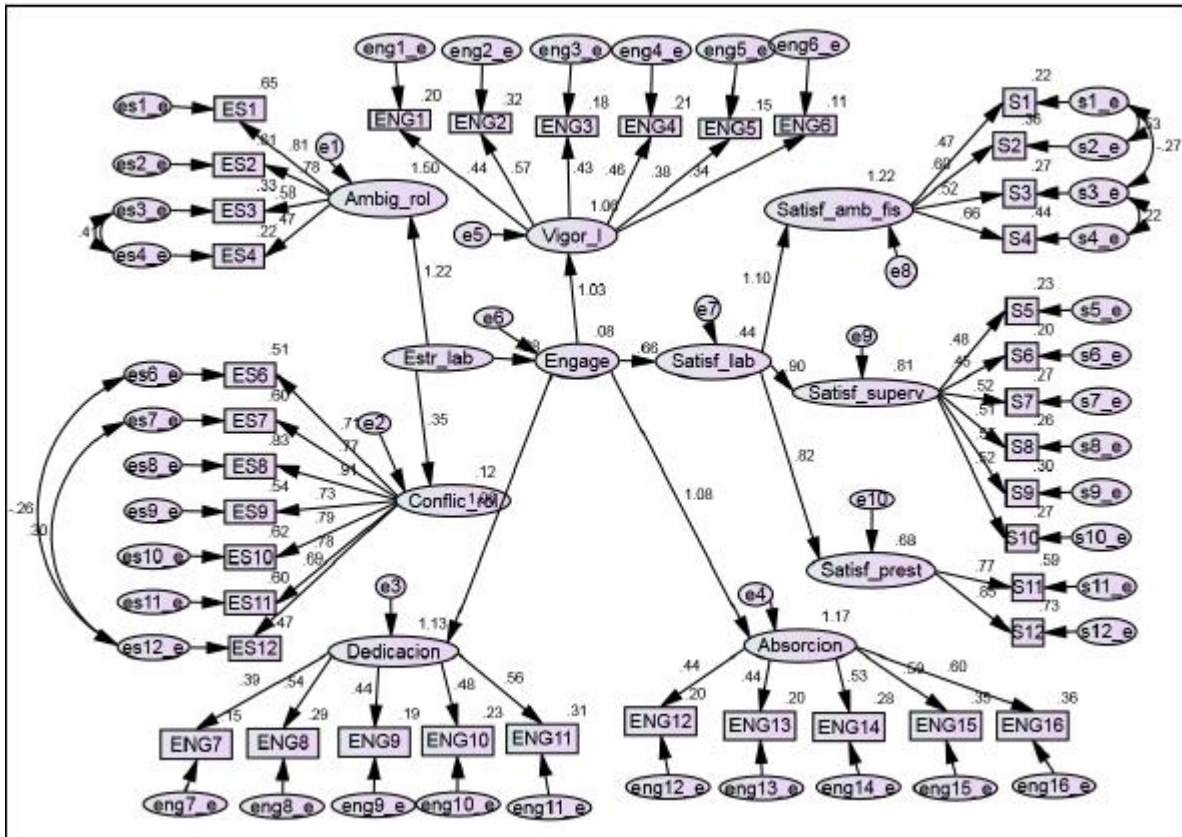 eng1_e eng2_e eng3_e eng4_e eng5_e eng6_e
.65 .20 .32 .18 .21 .15 .11 .22
es1_e ES1 ENG1 ENG2 ENG3 ENG4 ENG5 ENG6 S1 s1_e
.61 .81 e1 .47 .36 -.27
es2_e ES2 .78 1.50 .44 .57 .43 .46 .38 .34 S2 s2_e
.33 .58 Ambig_rol 1.06 1.22 .27
es3_e ES3 Satisf_amb_fis .52 S3 s3_e
.41 .22 .47 e5 Vigor_l .66 .44 .22
es4_e ES4 S4 s4_e
e8
1.22 1.03 1.10 .23
e6 .08 e7 .44 S5 s5_e
Estr_lab Engage .66 Satisf_lab e9 .48 .20
.51 .90 .81 .45 S6 s6_e
es6_e ES6 Satisf_superv .52 .27
.60 .35 .51 S7 s7_e
es7_e ES7 .71 e2 .26
.83 .77 .82 S8 s8_e
es8_e ES8 .91 .12 .52 .30
-.26 .54 .73 Conflic_rol 1.08 S9 s9_e
.30 es9_e ES9 e10 .27
.62 .79 .68 S10 s10_e
es10_e ES10 .78 Satisf_prest .77 .59
.60 .69 S11 s11_e
es11_e ES11 e3 e4 .73
.47 1.13 1.17 S12 s12_e
es12_e ES12 Dedicacion Absorcion
.39 .54 .44 .48 .56 .44 .44 .53 .59 .60
.15 .29 .19 .23 .31 .20 .20 .28 .35 .36
ENG7 ENG8 ENG9 ENG10 ENG11 ENG12 ENG13 ENG14 ENG15 ENG16
eng7_e eng8_e eng9_e eng10_e eng11_e eng12_e eng13_e eng14_e eng15_e eng16_e